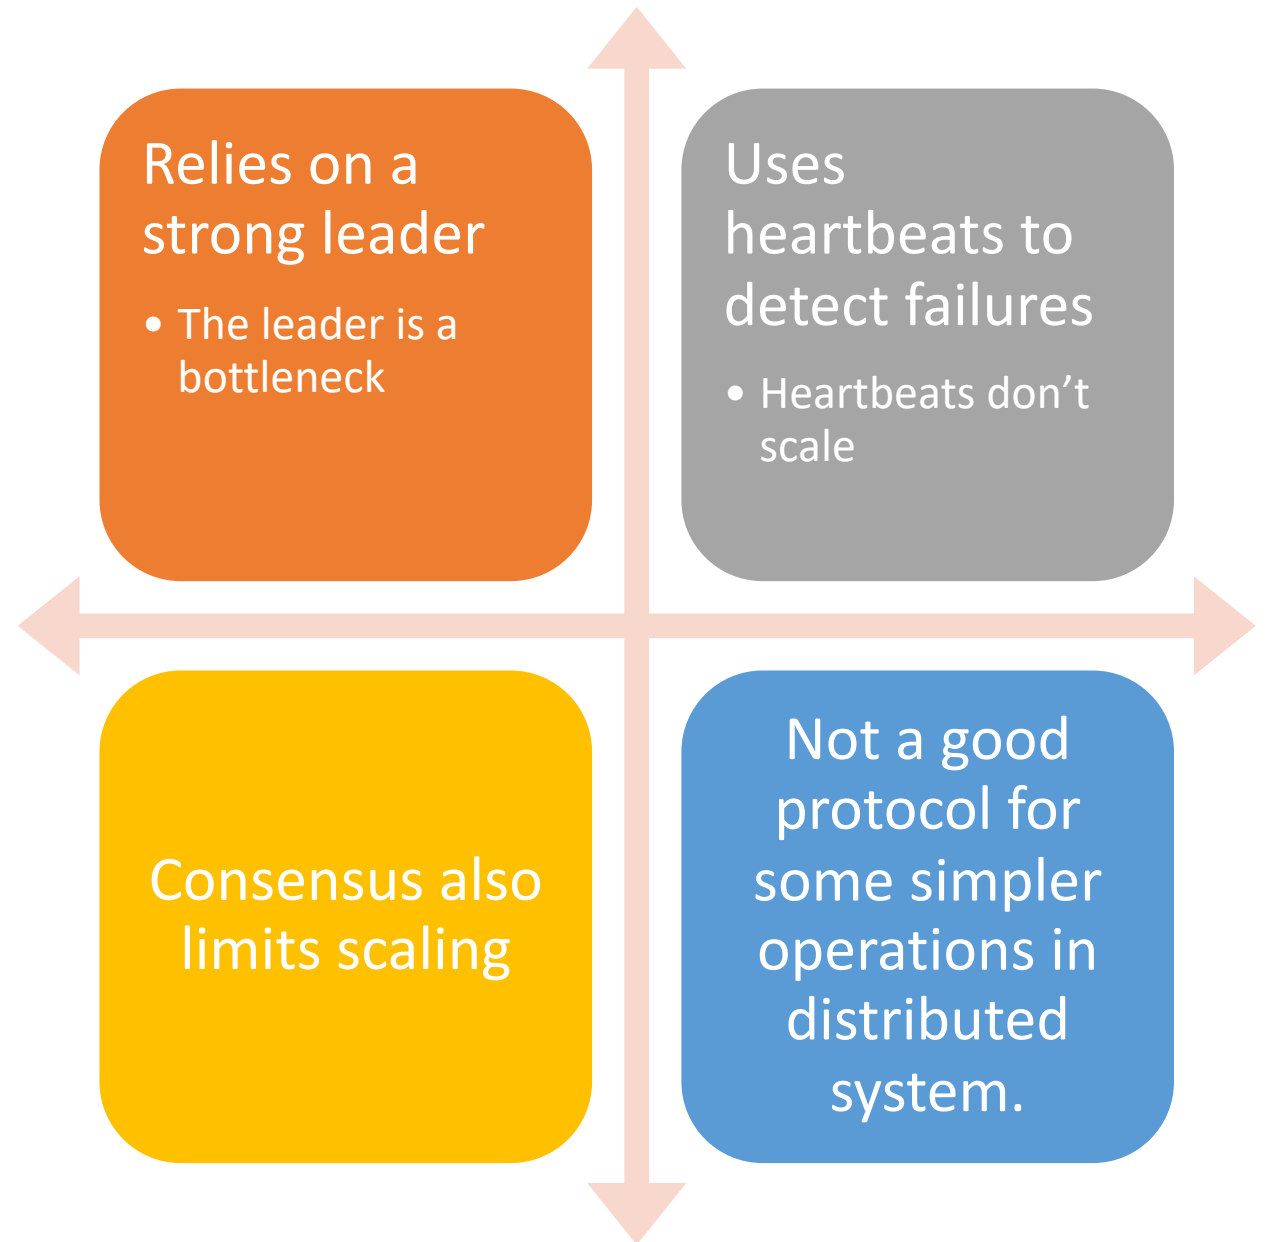 Relies on a
strong leader
• The leader is a
bottleneck
Uses
heartbeats to
detect failures
• Heartbeats don’t
scale
Consensus also
limits scaling
Not a good
protocol for
some simpler
operations in
distributed
system.